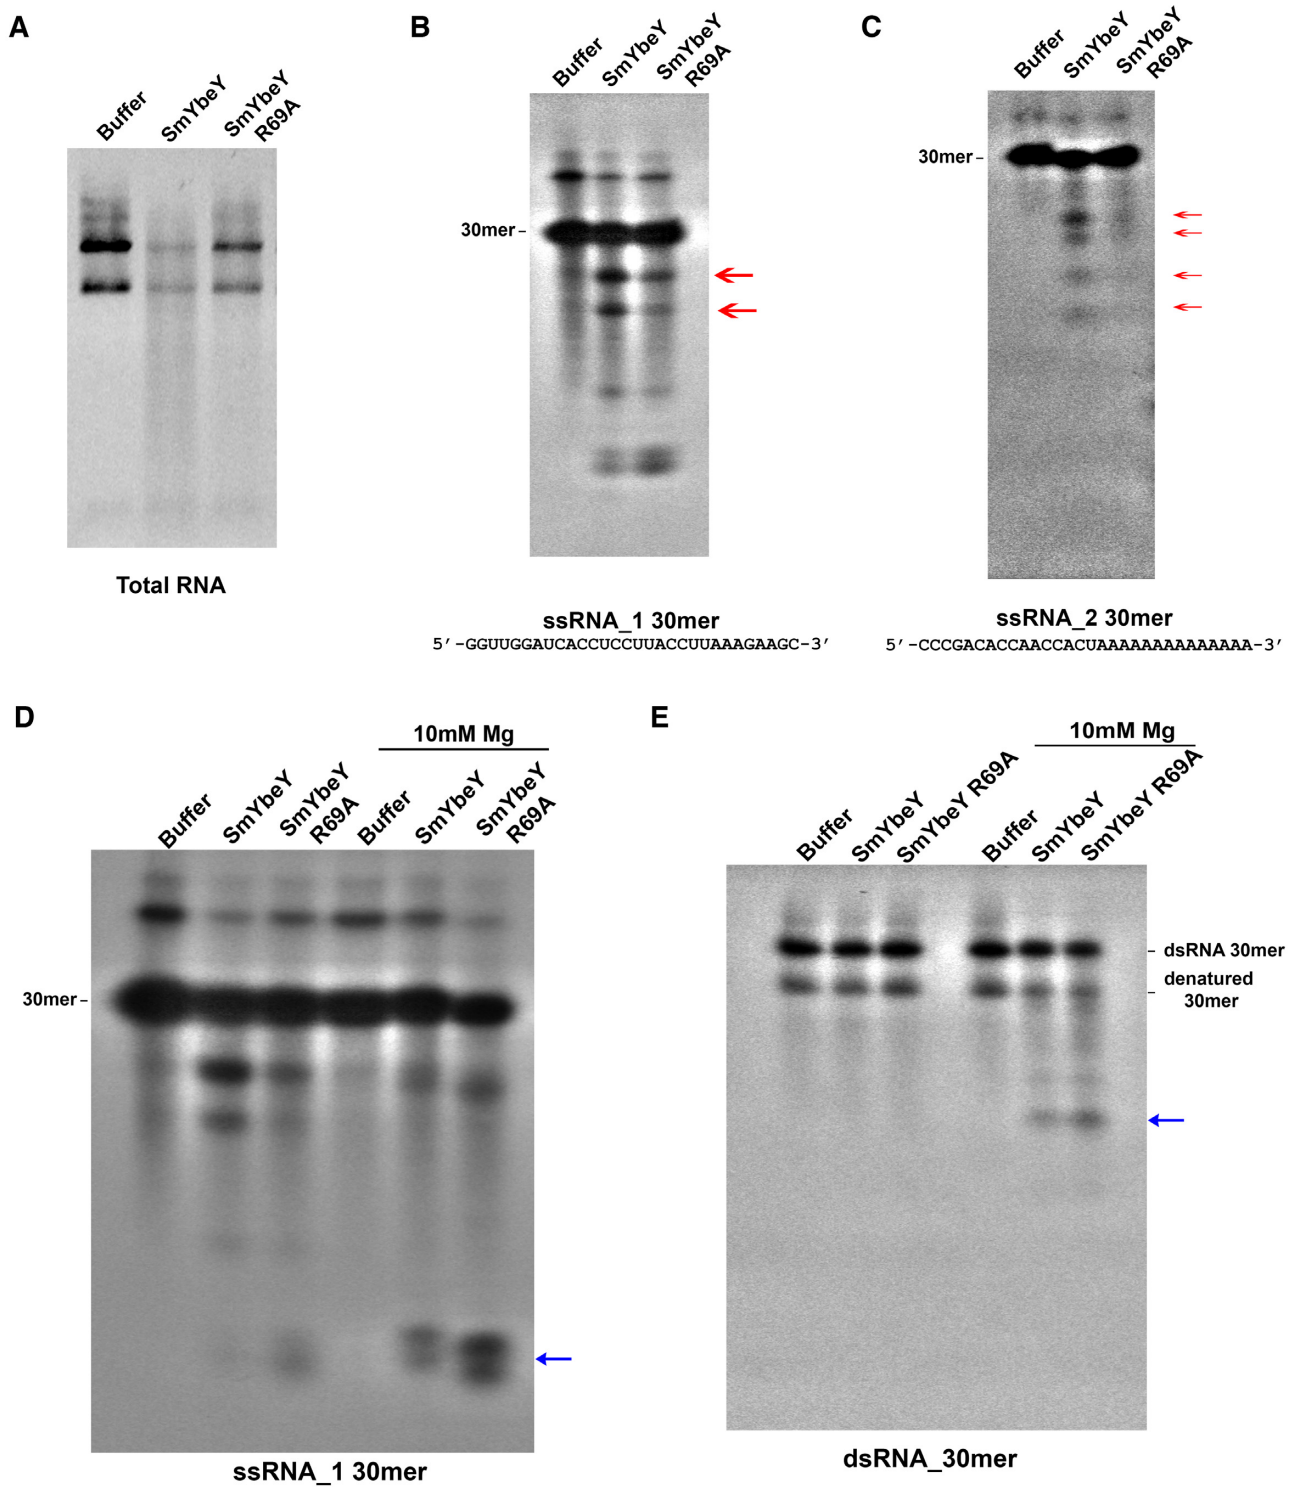 A
Buffer
SmYbeY
SmYbeY
R69A
Total RNA
B
Buffer
SmYbeY
SmYbeY
R69A
30mer
ssRNA_1 30mer
5′-GGUUGGAUCACCUCCUUACCUUAAAGAAGC-3′
C
Buffer
SmYbeY
SmYbeY
R69A
30mer
ssRNA_2 30mer
5′-CCCGACACCAACCACUAAAAAAAAAAAAAA-3′
D
10mM Mg
Buffer
SmYbeY
SmYbeY
R69A
Buffer
SmYbeY
SmYbeY
R69A
30mer
ssRNA_1 30mer
E
10mM Mg
Buffer
SmYbeY
SmYbeY R69A
Buffer
SmYbeY
SmYbeY R69A
dsRNA 30mer
denatured
30mer
dsRNA_30mer